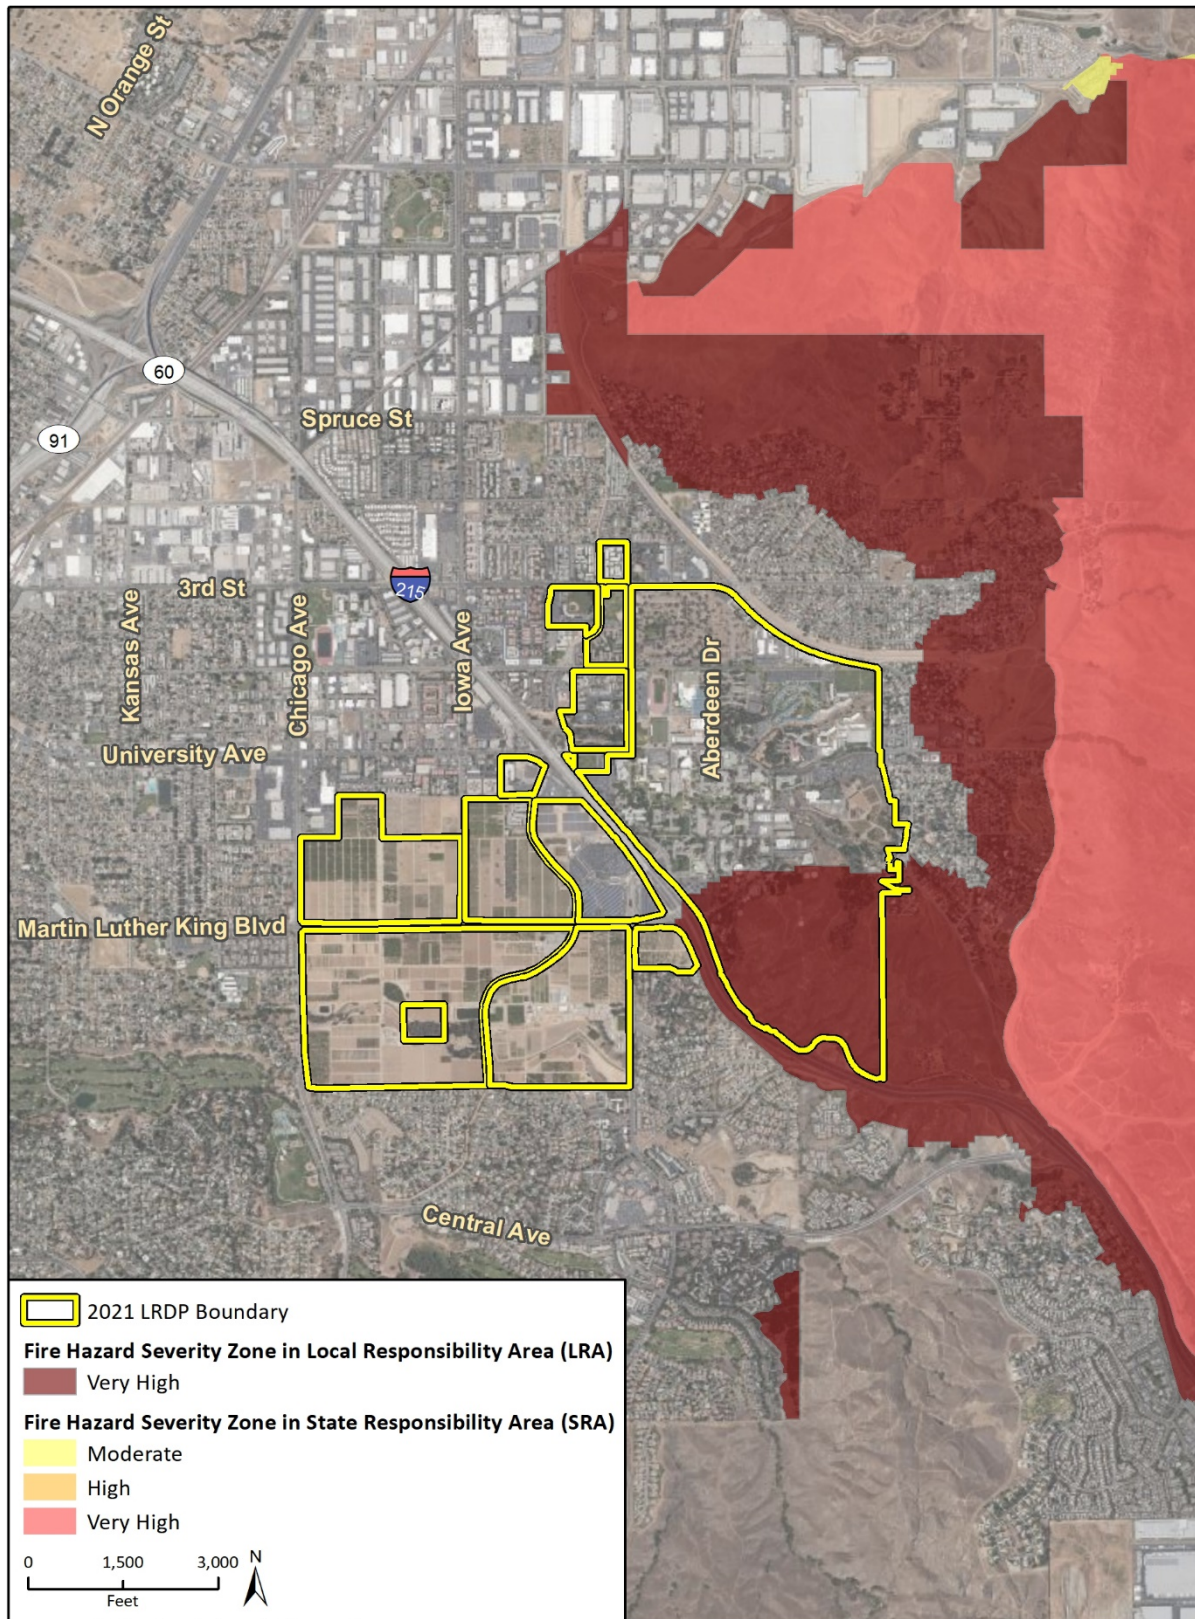 N Orange St
60
91
Spruce St
215
3rd St
Kansas Ave
Chicago Ave
Iowa Ave
Aberdeen Dr
University Ave
Martin Luther King Blvd
Central Ave
2021 LRDP Boundary
Fire Hazard Severity Zone in Local Responsibility Area (LRA)
Very High
Fire Hazard Severity Zone in State Responsibility Area (SRA)
Moderate
High
Very High
0 1,500 3,000 N
Feet